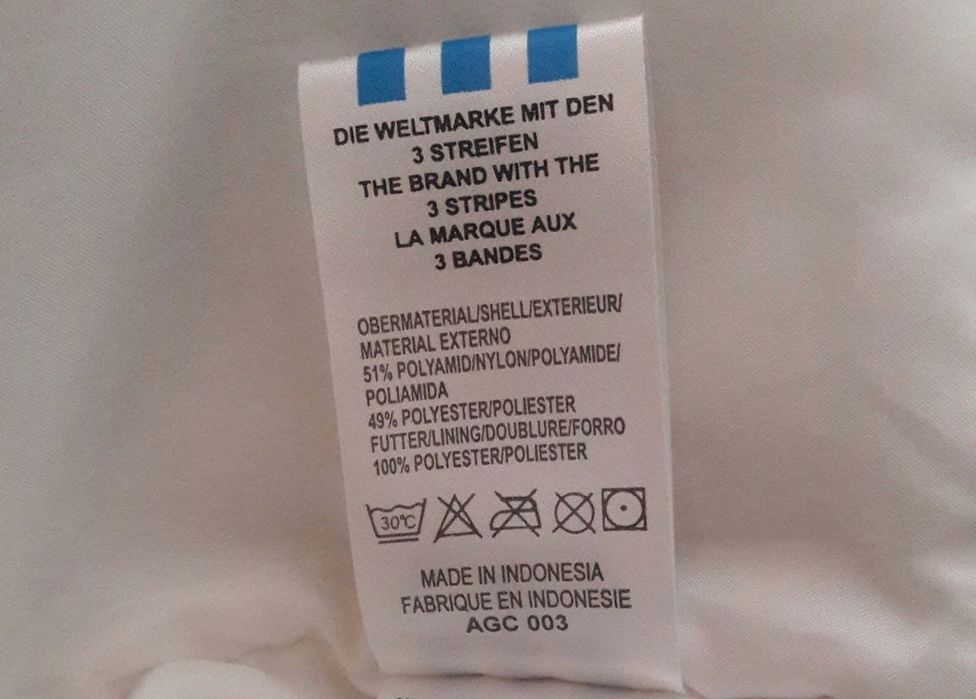 DIE WELTMARKE MIT DEN
3 STREIFEN
THE BRAND WITH THE
3 STRIPES
LA MARQUE AUX
3 BANDES
OBERMATERIAL/SHELL/EXTERIEUR/
MATERIAL EXTERNO
51% POLYAMID/NYLON/POLYAMIDE/
POLIAMIDA
49% POLYESTER/POLIESTER
FUTTER/LINING/DOUBLURE/FORRO
100% POLYESTER/POLIESTER
30°C
MADE IN INDONESIA
FABRIQUE EN INDONESIE
AGC 003